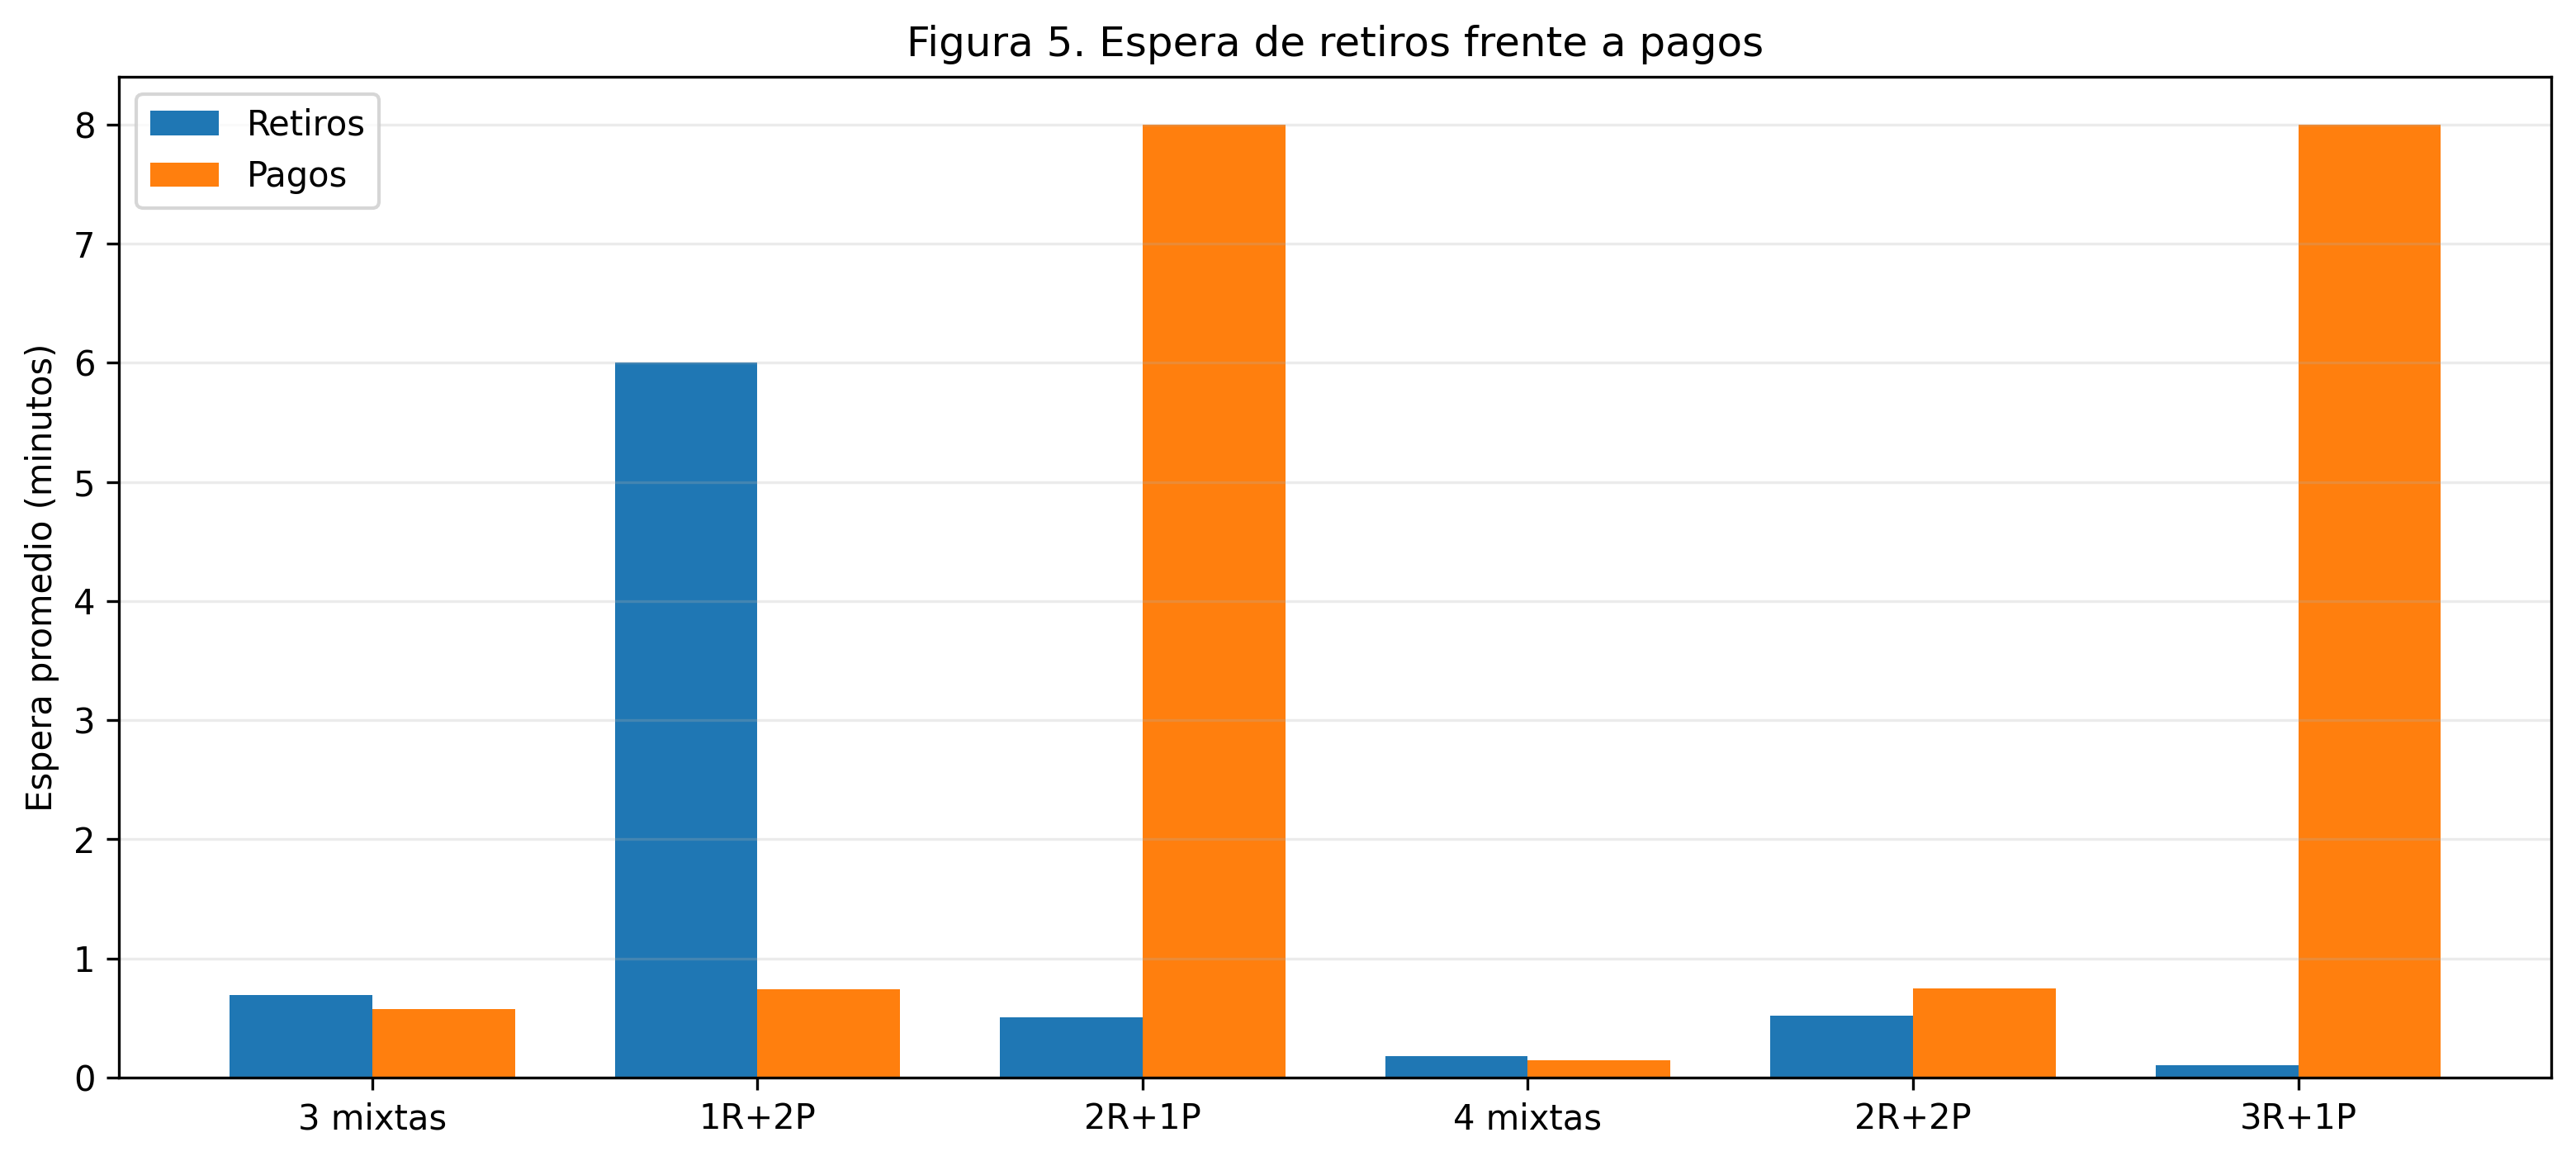 Figura 5. Espera de retiros frente a pagos
Retiros
Pagos
Espera promedio (minutos)
8
7
6
5
4
3
2
1
0
3 mixtas
1R+2P
2R+1P
4 mixtas
2R+2P
3R+1P